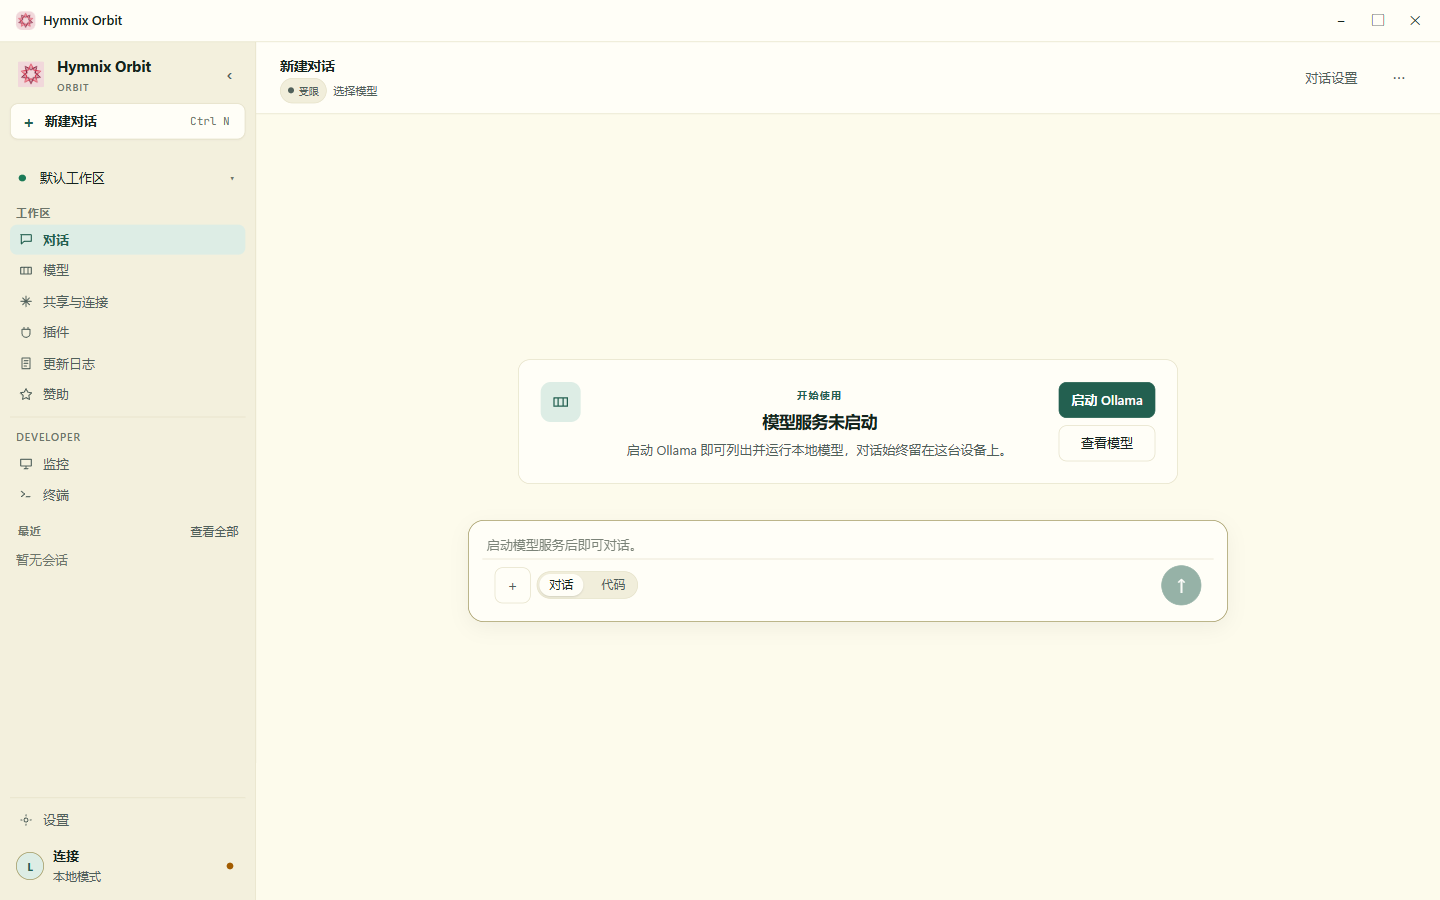 Hymnix Orbit
Hymnix Orbit
ORBIT
新建对话 Ctrl N
默认工作区
工作区
对话
模型
共享与连接
插件
更新日志
赞助
DEVELOPER
监控
终端
最近 查看全部
暂无会话
设置
L
连接
本地模式
新建对话
受限 选择模型
对话设置
开始使用
模型服务未启动
启动 Ollama 即可列出并运行本地模型，对话始终留在这台设备上。
启动 Ollama
查看模型
启动模型服务后即可对话。
对话 代码